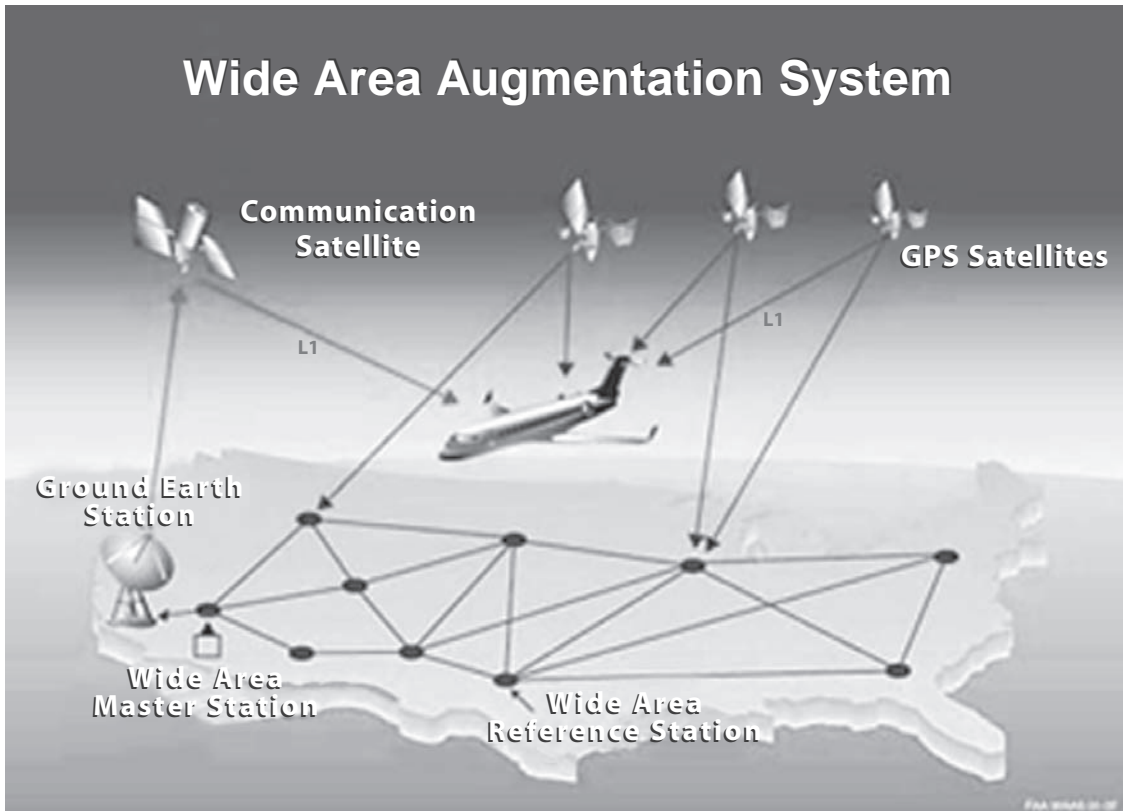 Wide Area Augmentation System
Communication
Satellite
GPS Satellites
L1
L1
Ground Earth
Station
Wide Area
Master Station
Wide Area
Reference Station